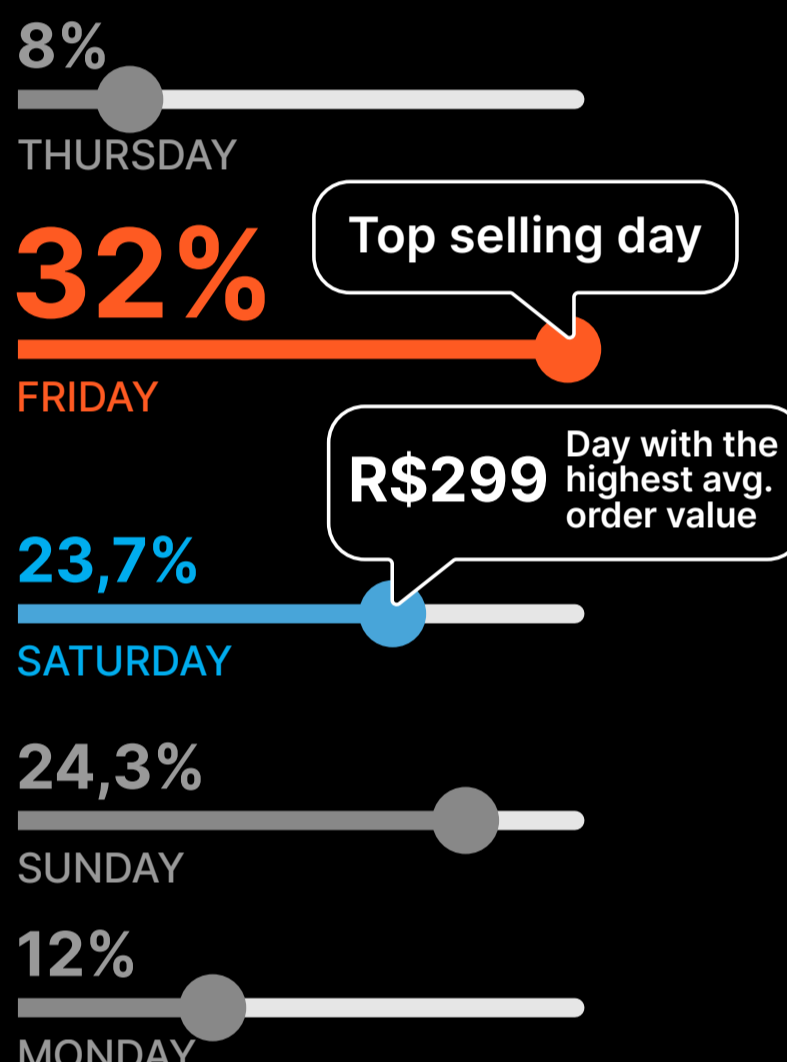 8%
THURSDAY
Top selling day
32%
FRIDAY
R$299
Day with the
highest avg.
order value
23,7%
SATURDAY
24,3%
SUNDAY
12%
MONDAY